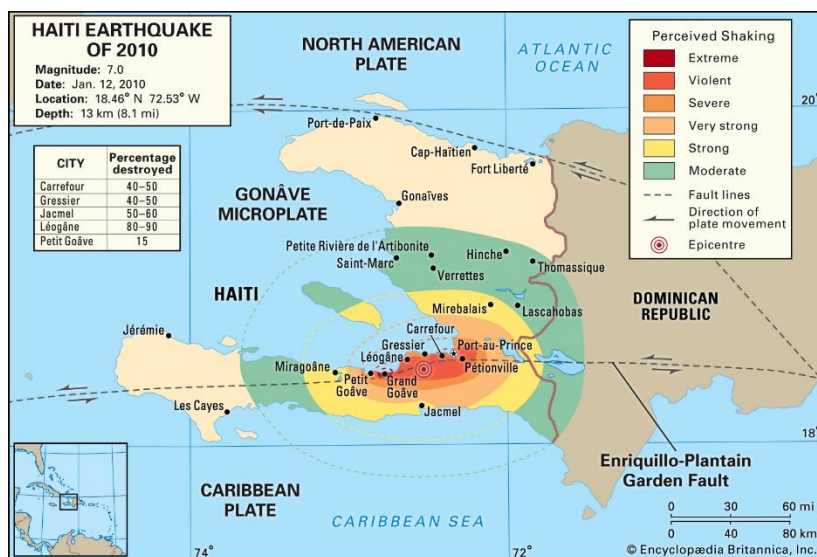 HAITI EARTHQUAKE
OF 2010
Magnitude: 7.0
Date: Jan. 12, 2010
Location: 18.46° N 72.53° W
Depth: 13 km (8.1 mi)
CITY
Percentage
destroyed
Carrefour 40–50
Gressier 40–50
Jacmel 50–60
Léogâne 80–90
Petit Goâve 15
NORTH AMERICAN
PLATE
ATLANTIC
OCEAN
Perceived Shaking
Extreme
Violent
Severe
Very strong
Strong
Moderate
Fault lines
Direction of
plate movement
Epicentre
20°
Port-de-Paix
Cap-Haïtien
Fort Liberté
GONÂVE
MICROPLATE
Gonaïves
Petite Rivière de l'Artibonite
Saint-Marc
Verrettes
Hinche
Thomassique
HAITI
Mirebalais
Lascahobas
DOMINICAN
REPUBLIC
Jérémie
Carrefour
Gressier
Port-au-Prince
Léogâne
Pétionville
Miragoâne
Petit
Goâve
Grand
Goâve
Les Cayes
Jacmel
18°
Enriquillo-Plantain
Garden Fault
CARIBBEAN
PLATE
CARIBBEAN SEA
0 30 60 mi
0 40 80 km
74°
72°
© Encyclopædia Britannica, Inc.